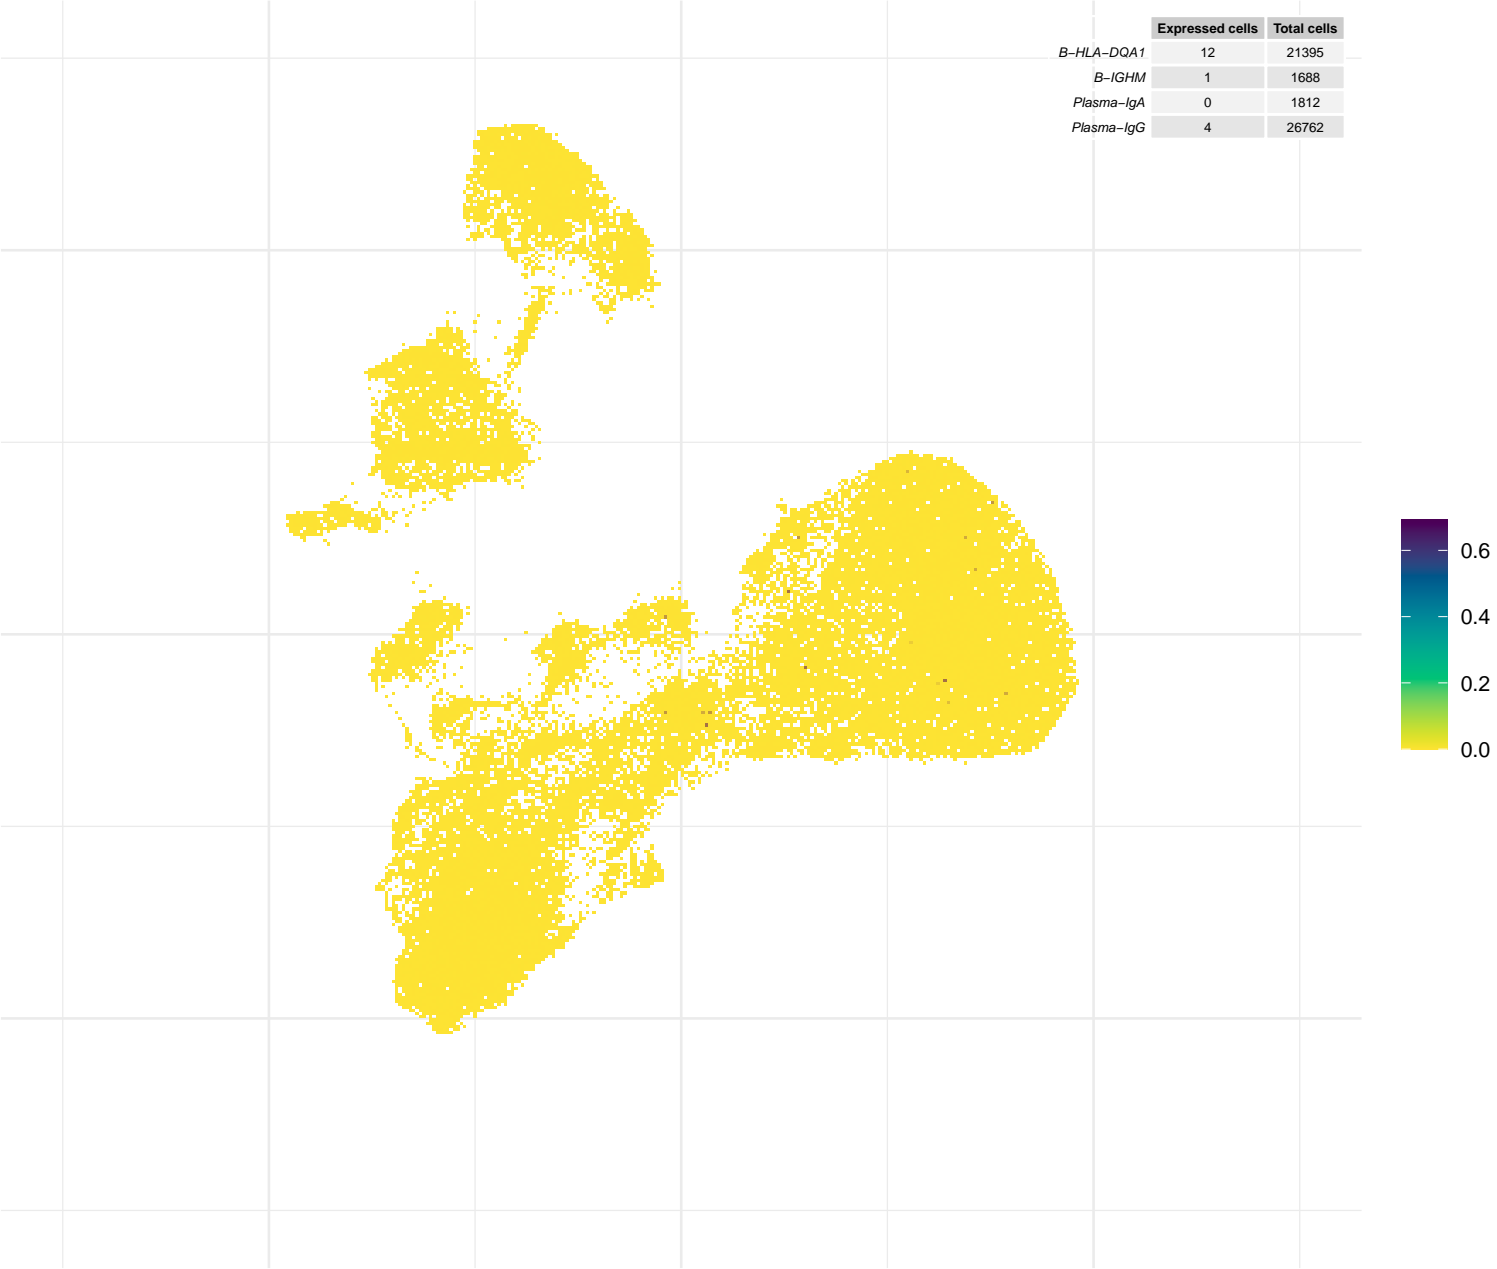 Expressed cells Total cells
B−HLA−DQA1 12 21395
B−IGHM 1 1688
Plasma−IgA 0 1812
Plasma−IgG 4 26762
0.6
0.4
0.2
0.0